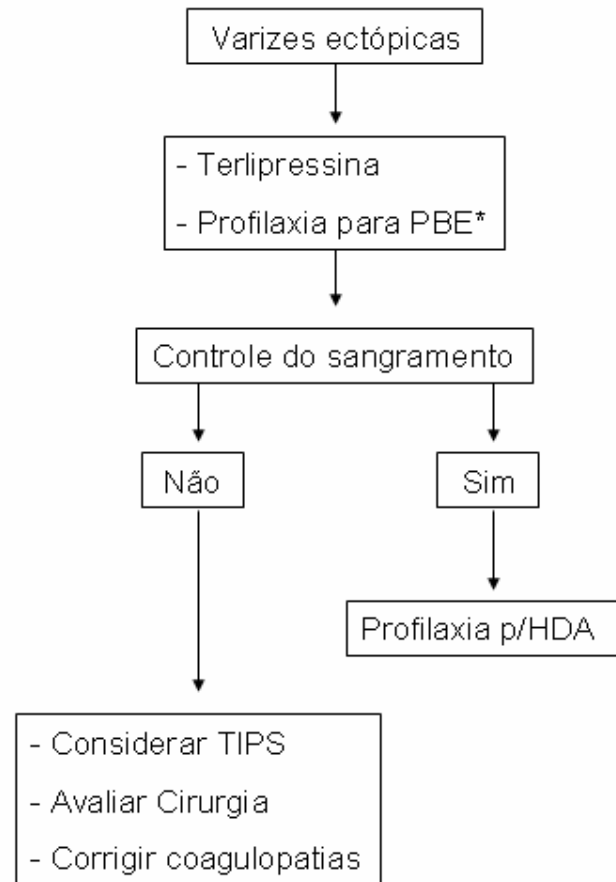 Varizes ectópicas
- Terlipressina
- Profilaxia para PBE*
Controle do sangramento
Não
Sim
Profilaxia p/HDA
- Considerar TIPS
- Avaliar Cirurgia
- Corrigir coagulopatias